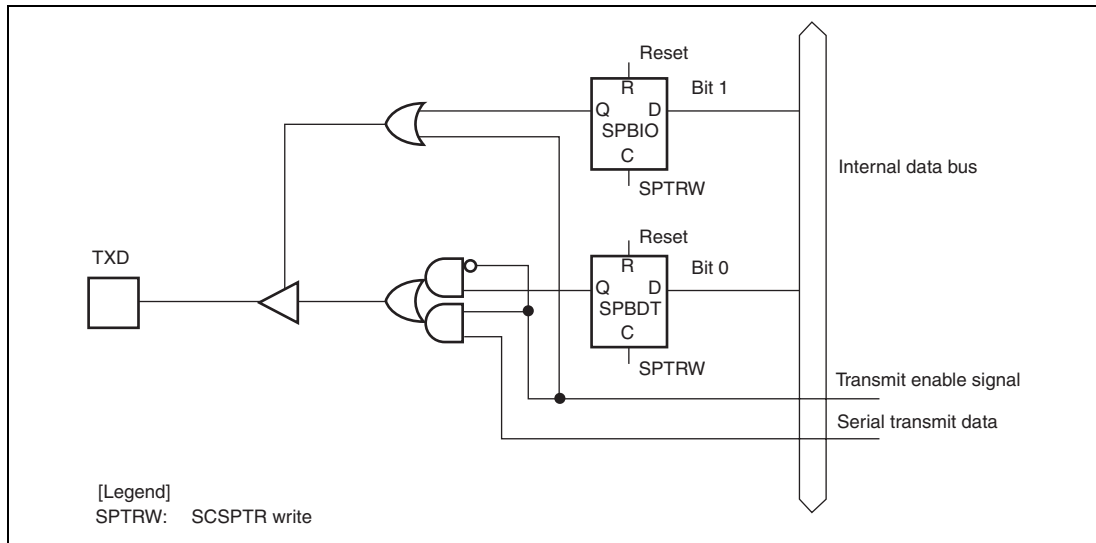 Reset
R
Bit 1
Q D
SPBIO
C
SPTRW
Internal data bus
Reset
R
Bit 0
Q D
SPBDT
C
SPTRW
TXD
Transmit enable signal
Serial transmit data
[Legend]
SPTRW: SCSPTR write